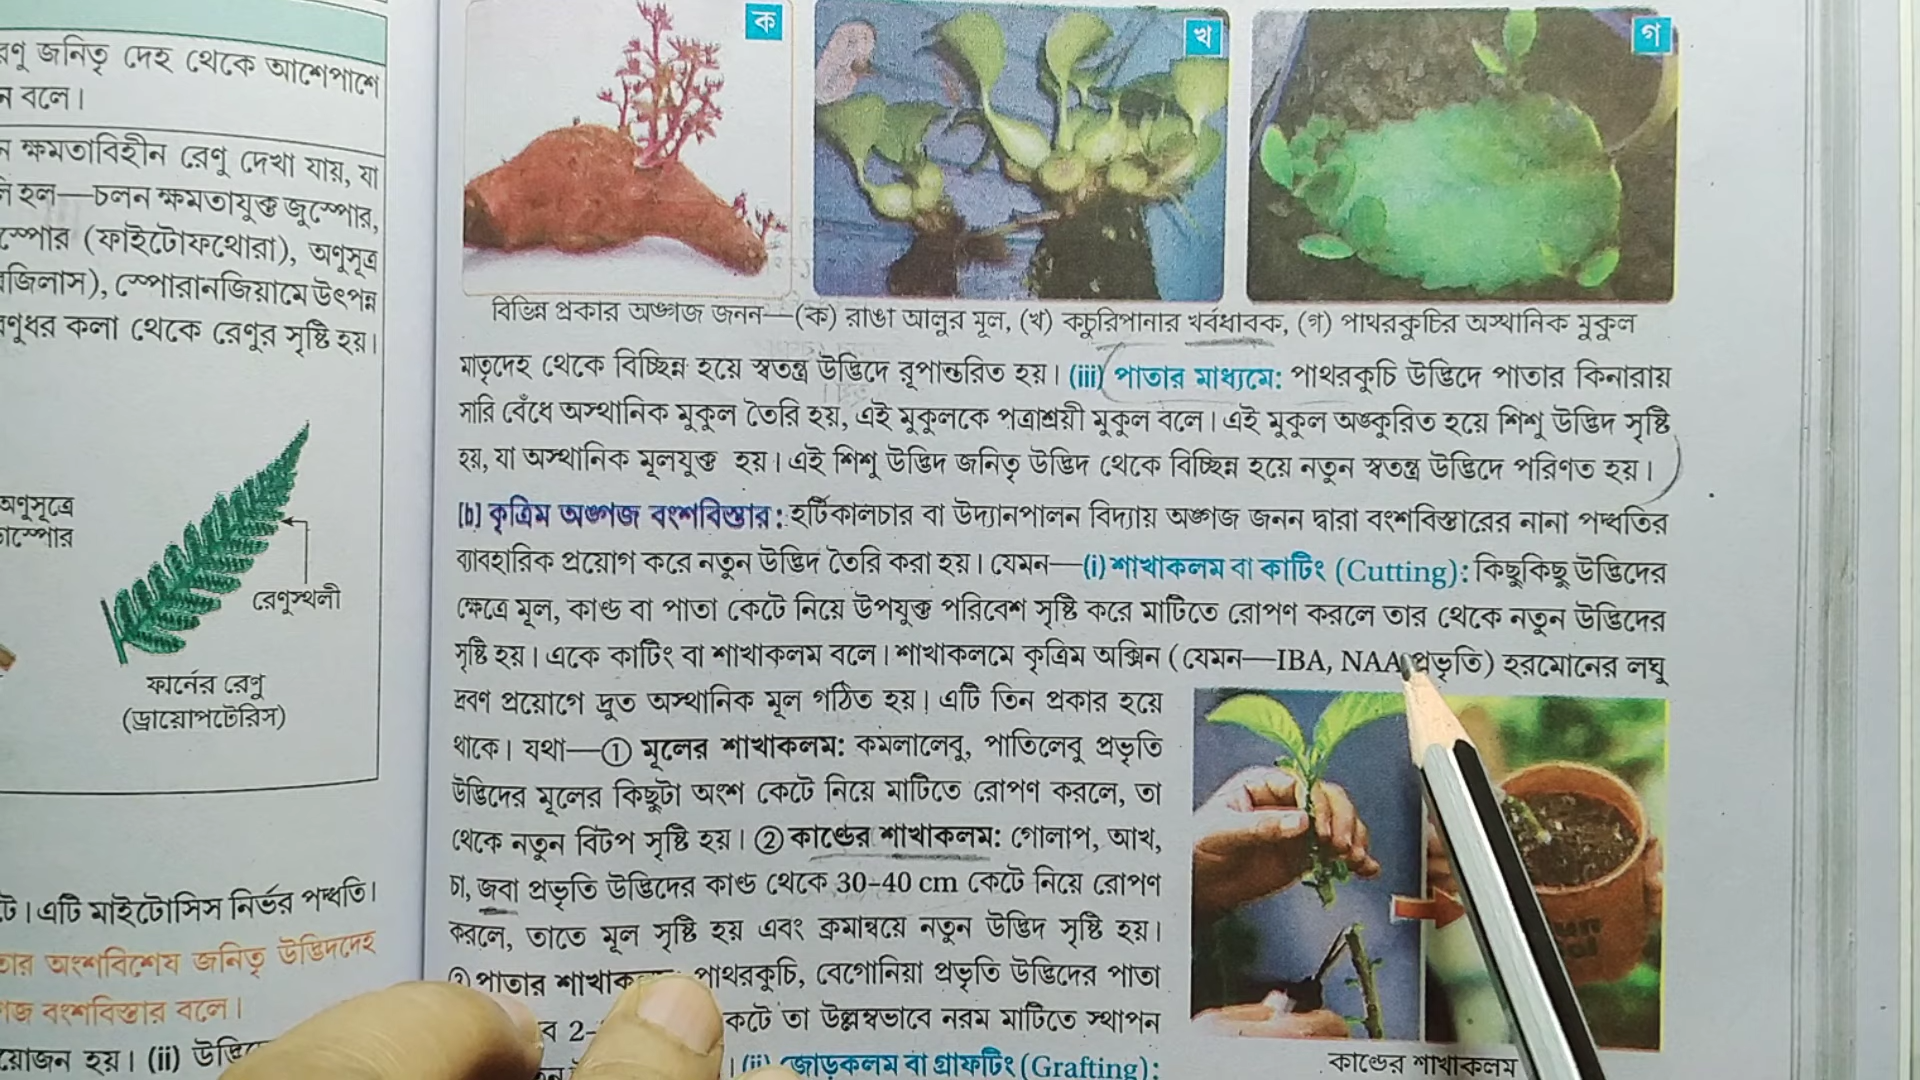 রেণু জনিতৃ দেহ থেকে আশেপাশে
ন বলে।
ন ক্ষমতাবিহীন রেণু দেখা যায়, যা
হল—চলন ক্ষমতাযুক্ত জুস্পোর,
স্পোর (ফাইটোফথোরা), অণুসূত্র
জিলাস), স্পোরানজিয়ামে উৎপন্ন
রেণুধর কলা থেকে রেণুর সৃষ্টি হয়।
অণুসূত্রে
রেণুস্থলী
ফার্নের রেণু
(ড্রায়োপটেরিস)
। এটি মাইটোসিস নির্ভর পদ্ধতি।
অংশবিশেষ জনিতৃ উদ্ভিদদেহ
বংশবিস্তার বলে।
য়োজন হয়। (ii)
ক
খ
গ
বিভিন্ন প্রকার অঙ্গজ জনন—(ক) রাঙা আলুর মূল, (খ) কচুরিপানার খর্বধাবক, (গ) পাথরকুচির অস্থানিক মুকুল
মাতৃদেহ থেকে বিচ্ছিন্ন হয়ে স্বতন্ত্র উদ্ভিদে রূপান্তরিত হয়। (iii) পাতার মাধ্যমে: পাথরকুচি উদ্ভিদে পাতার কিনারায়
সারি বেঁধে অস্থানিক মুকুল তৈরি হয়, এই মুকুলকে পত্রাশ্রয়ী মুকুল বলে। এই মুকুল অঙ্কুরিত হয়ে শিশু উদ্ভিদ সৃষ্টি
হয়, যা অস্থানিক মূলযুক্ত হয়। এই শিশু উদ্ভিদ জনিতৃ উদ্ভিদ থেকে বিচ্ছিন্ন হয়ে নতুন স্বতন্ত্র উদ্ভিদে পরিণত হয়।
[b] কৃত্রিম অঙ্গজ বংশবিস্তার: হর্টিকালচার বা উদ্যানপালন বিদ্যায় অঙ্গজ জনন দ্বারা বংশবিস্তারের নানা পদ্ধতির
ব্যাবহারিক প্রয়োগ করে নতুন উদ্ভিদ তৈরি করা হয়। যেমন—(i) শাখাকলম বা কাটিং (Cutting): কিছুকিছু উদ্ভিদের
ক্ষেত্রে মূল, কাণ্ড বা পাতা কেটে নিয়ে উপযুক্ত পরিবেশ সৃষ্টি করে মাটিতে রোপণ করলে তার থেকে নতুন উদ্ভিদের
সৃষ্টি হয়। একে কাটিং বা শাখাকলম বলে। শাখাকলমে কৃত্রিম অক্সিন (যেমন—IBA, NAA প্রভৃতি) হরমোনের লঘু
দ্রবণ প্রয়োগে দ্রুত অস্থানিক মূল গঠিত হয়। এটি তিন প্রকার হয়ে
থাকে। যথা—① মূলের শাখাকলম: কমলালেবু, পাতিলেবু প্রভৃতি
উদ্ভিদের মূলের কিছুটা অংশ কেটে নিয়ে মাটিতে রোপণ করলে, তা
থেকে নতুন বিটপ সৃষ্টি হয়। ② কাণ্ডের শাখাকলম: গোলাপ, আখ,
চা, জবা প্রভৃতি উদ্ভিদের কাণ্ড থেকে 30-40 cm কেটে নিয়ে রোপণ
করলে, তাতে মূল সৃষ্টি হয় এবং ক্রমান্বয়ে নতুন উদ্ভিদ সৃষ্টি হয়।
③ পাতার পাথরকুচি, বেগোনিয়া প্রভৃতি উদ্ভিদের পাতা
2- কেটে তা উল্লম্বভাবে নরম মাটিতে স্থাপন
। (ii) জোড়কলম বা গ্রাফটিং (Grafting):
কাণ্ডের শাখাকলম